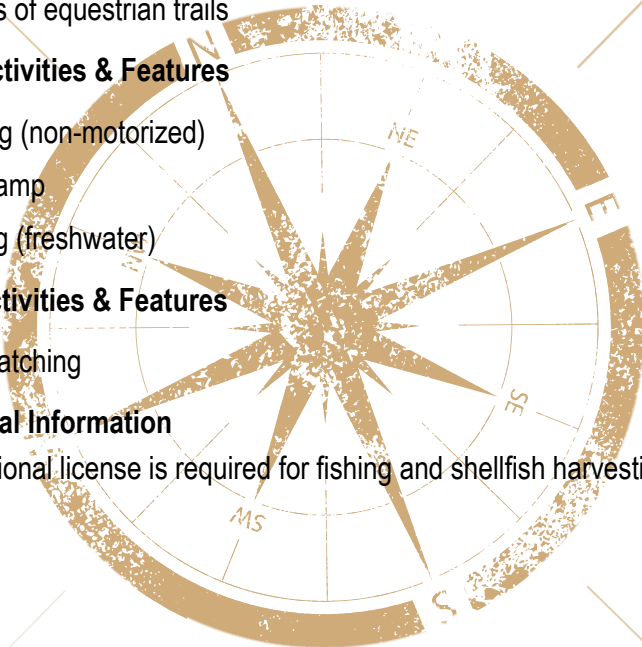 s of equestrian trails
N
ctivities & Features
g (non-motorized)
NE
amp
E
g (freshwater)
ctivities & Features
atching
SE
al Information
ional license is required for fishing and shellfish harvesti
SW
S